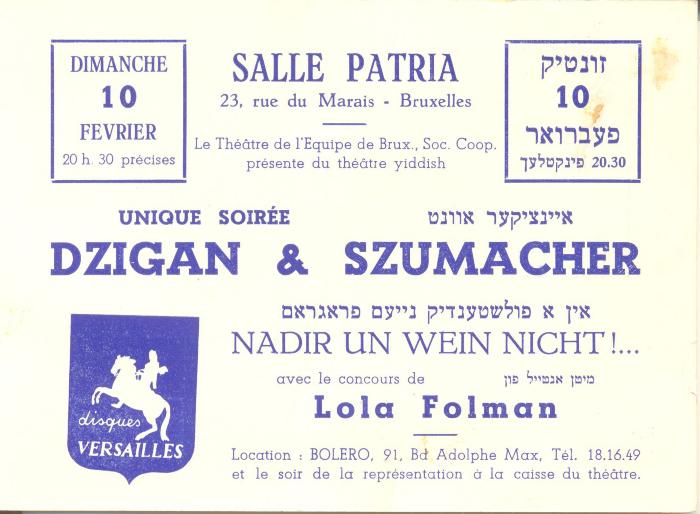 DIMANCHE
10
FEVRIER
20 h. 30 précises
SALLE PATRIA
23, rue du Marais - Bruxelles
Le Théâtre de l'Equipe de Brux., Soc. Coop.
présente du théâtre yiddish
זונטיק
10
פעברואר
20.30 פינקטלעך
UNIQUE SOIRÉE
איינציקער אוונט
DZIGAN & SZUMACHER
אין א פולשטענדיק נייעם פראגראם
NADIR UN WEIN NICHT!...
avec le concours de
מיטן אנטייל פון
Lola Folman
disques
VERSAILLES
Location : BOLERO, 91, Bd Adolphe Max, Tél. 18.16.49
et le soir de la représentation à la caisse du théâtre.